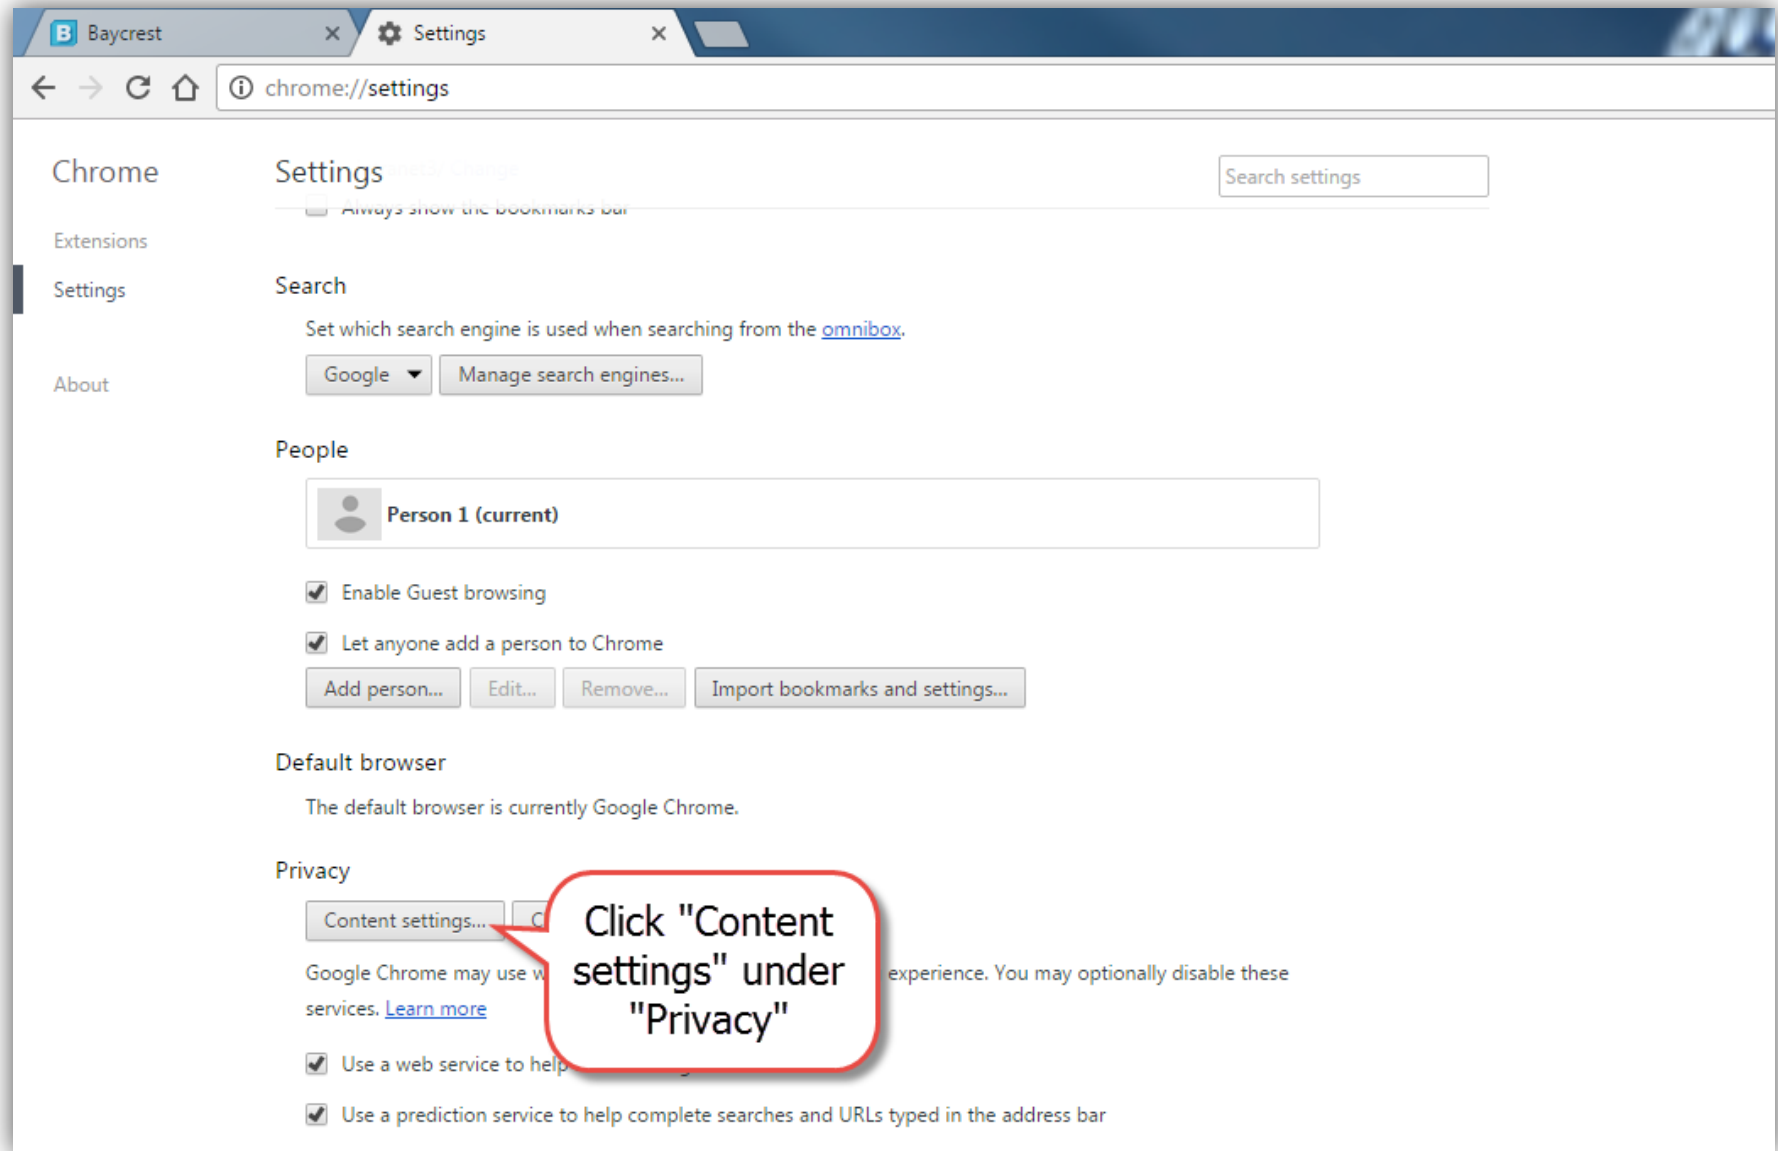 Baycrest
Settings
chrome://settings
Chrome
Settings
Search settings
Always show the bookmarks bar
Extensions
Settings
About
Search
Set which search engine is used when searching from the omnibox.
Google
Manage search engines...
People
Person 1 (current)
Enable Guest browsing
Let anyone add a person to Chrome
Add person...
Edit...
Remove...
Import bookmarks and settings...
Default browser
The default browser is currently Google Chrome.
Privacy
Content settings...
Click "Content
settings" under
"Privacy"
Google Chrome may use
experience. You may optionally disable these
services. Learn more
Use a web service to help
Use a prediction service to help complete searches and URLs typed in the address bar